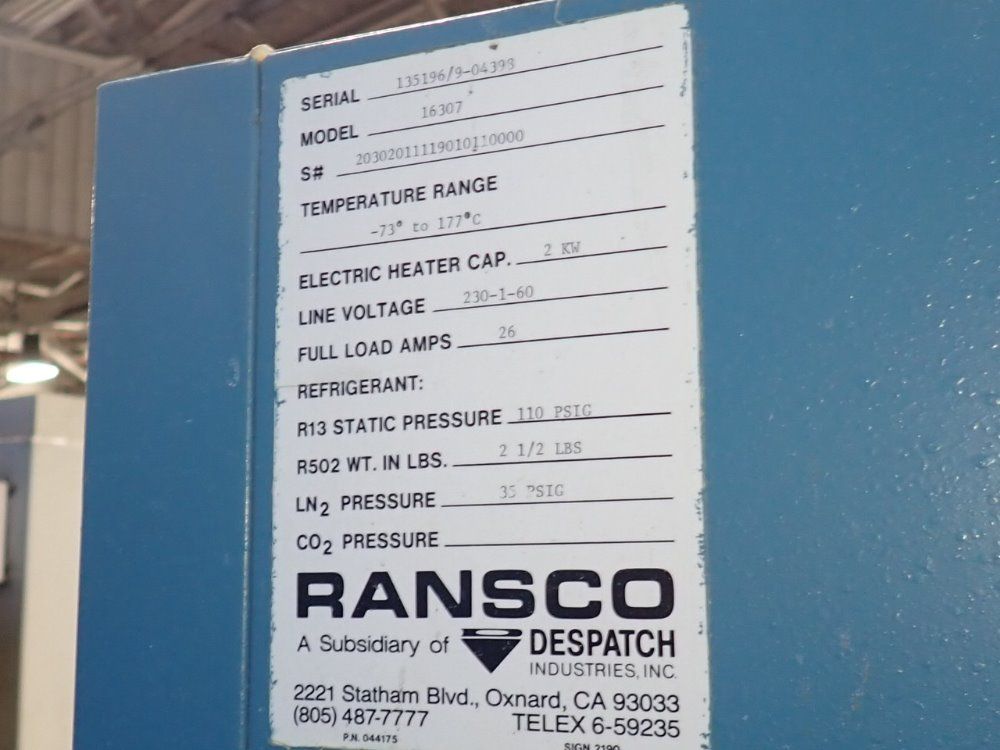 SERIAL 135196/9-04398
MODEL 16307
S# 20302011119010110000
TEMPERATURE RANGE
-73° to 177°C
ELECTRIC HEATER CAP. 2 KW
LINE VOLTAGE 230-1-60
FULL LOAD AMPS 26
REFRIGERANT:
R13 STATIC PRESSURE 110 PSIG
R502 WT. IN LBS. 2 1/2 LBS
LN2 PRESSURE 35 PSIG
CO2 PRESSURE
RANSCO
A Subsidiary of DESPATCH
INDUSTRIES, INC.
2221 Statham Blvd., Oxnard, CA 93033
(805) 487-7777 TELEX 6-59235
P.N. 044175 SIGN 2190